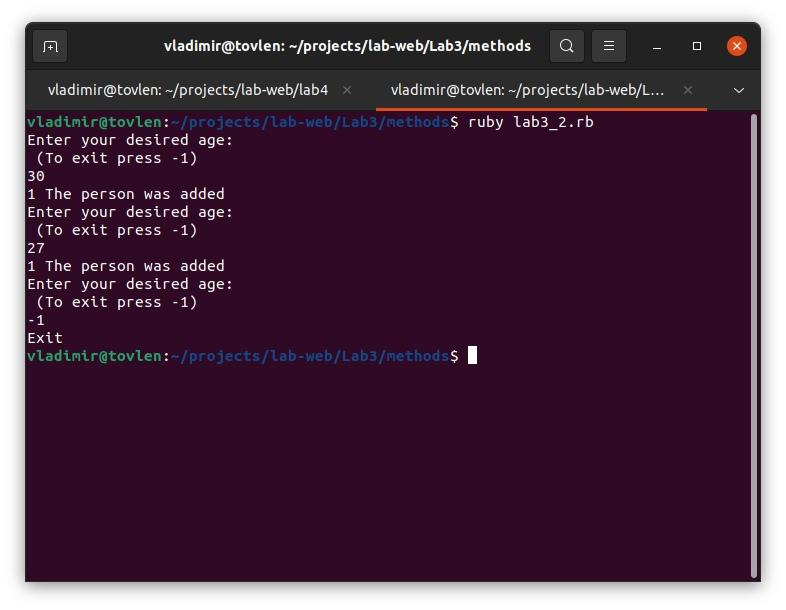 vladimir@tovlen: ~/projects/lab-web/Lab3/methods
vladimir@tovlen: ~/projects/lab-web/lab4
vladimir@tovlen: ~/projects/lab-web/L...
vladimir@tovlen:~/projects/lab-web/Lab3/methods$ ruby lab3_2.rb
Enter your desired age:
 (To exit press -1)
30
1 The person was added
Enter your desired age:
 (To exit press -1)
27
1 The person was added
Enter your desired age:
 (To exit press -1)
-1
Exit
vladimir@tovlen:~/projects/lab-web/Lab3/methods$